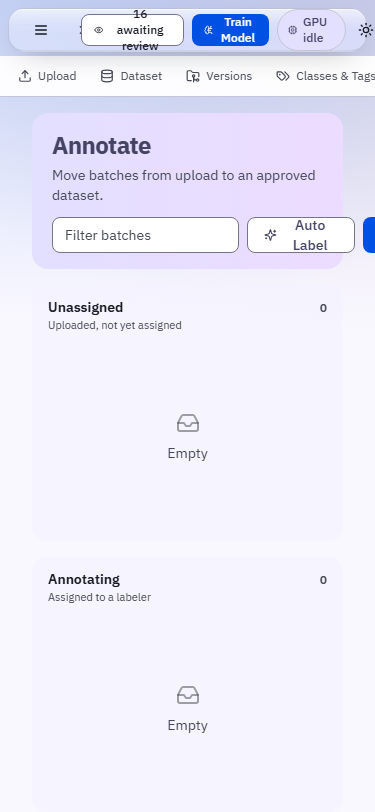 16
awaiting
review
Train
Model
GPU
idle
Upload
Dataset
Versions
Classes & Tags
Annotate
Move batches from upload to an approved
dataset.
Filter batches
Auto
Label
Unassigned
0
Uploaded, not yet assigned
Empty
Annotating
0
Assigned to a labeler
Empty